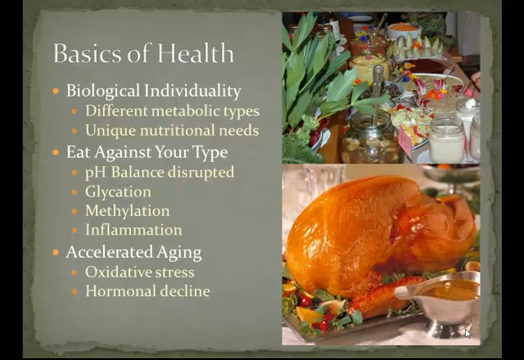 Basics of Health
Biological Individuality
Different metabolic types
Unique nutritional needs
Eat Against Your Type
pH Balance disrupted
Glycation
Methylation
Inflammation
Accelerated Aging
Oxidative stress
Hormonal decline